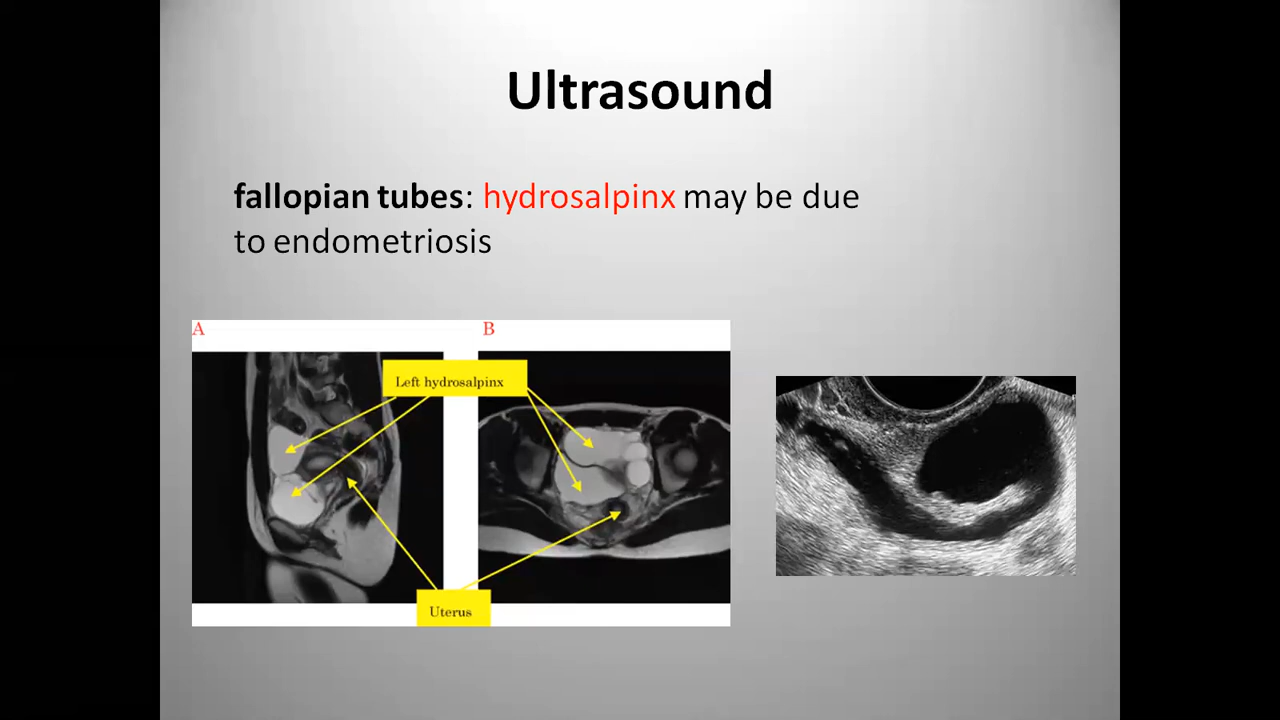 Ultrasound
fallopian tubes: hydrosalpinx may be due
to endometriosis
A
B
Left hydrosalpinx
Uterus